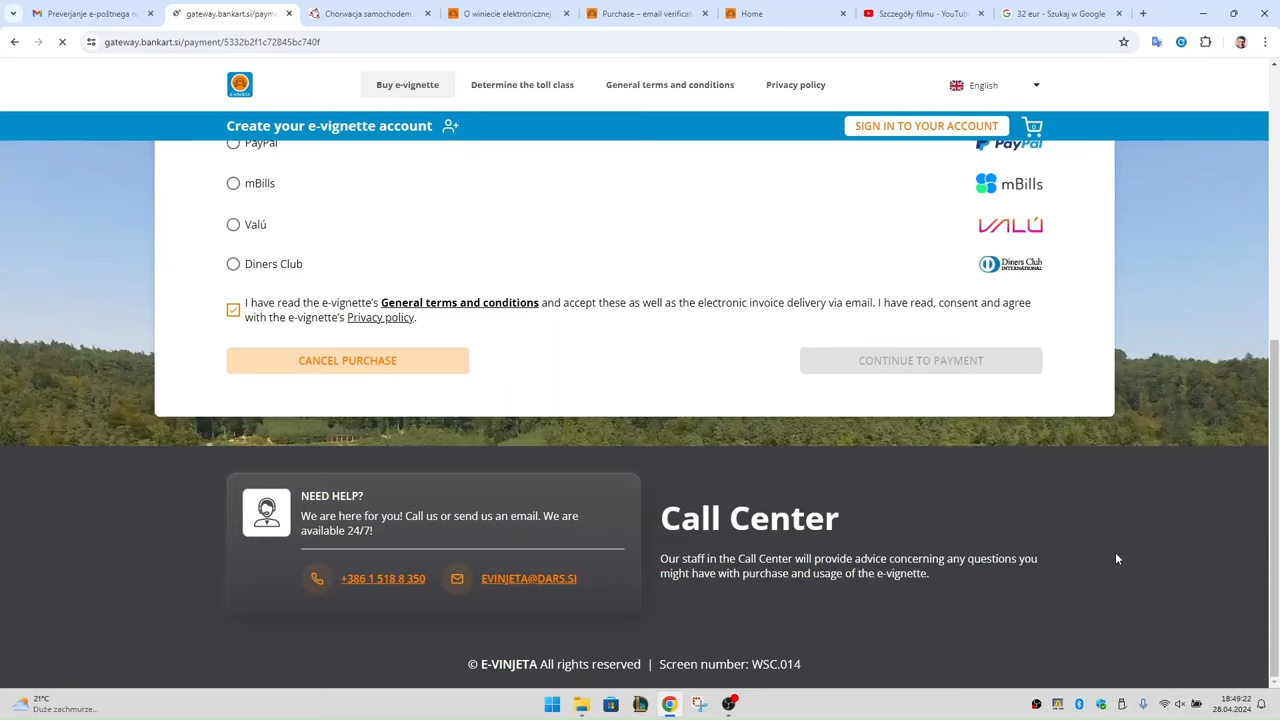 Preverjanje e-poštnega na
gateway.bankart.si/payment/
Chorwacja samochodem
O winiecie elektronicznej
Purchase – email verificat
Home
Szczegóły filmu - YouTube
32 eur - Szukaj w Google
gateway.bankart.si/payment/5332b2f1c72845bc740f
E-VINJETA
Buy e-vignette
Determine the toll class
General terms and conditions
Privacy policy
English
Create your e-vignette account
SIGN IN TO YOUR ACCOUNT
0
PayPal
PayPal
mBills
mBills
Valú
VALÚ
Diners Club
Diners Club
INTERNATIONAL
I have read the e-vignette’s General terms and conditions and accept these as well as the electronic invoice delivery via email. I have read, consent and agree
with the e-vignette’s Privacy policy.
CANCEL PURCHASE
CONTINUE TO PAYMENT
NEED HELP?
We are here for you! Call us or send us an email. We are
available 24/7!
+386 1 518 8 350
EVINJETA@DARS.SI
Call Center
Our staff in the Call Center will provide advice concerning any questions you
might have with purchase and usage of the e-vignette.
© E-VINJETA All rights reserved | Screen number: WSC.014
21°C
Duże zachmurze...
18:49:22
28.04.2024